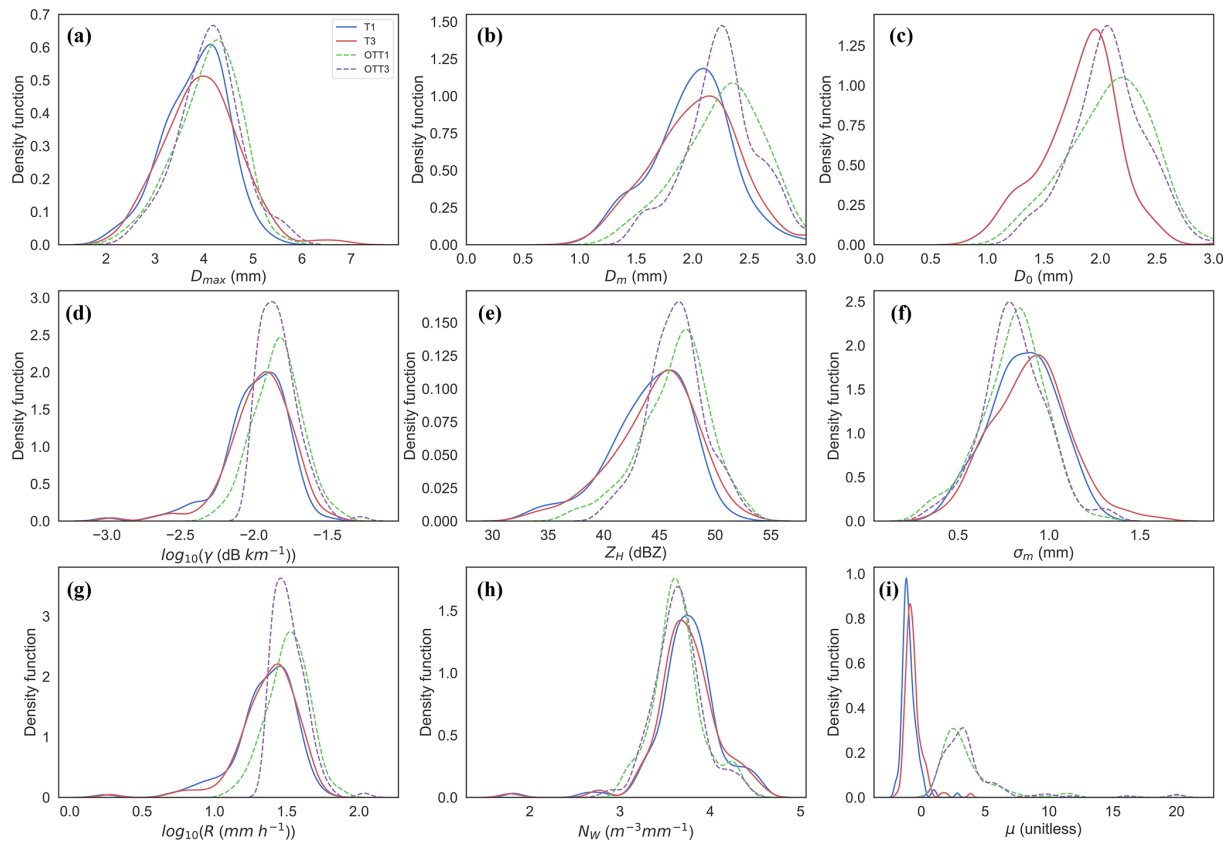 (a)
T1
T3
OTT1
OTT3
0.7
0.6
0.5
0.4
0.3
0.2
0.1
0.0
Density function
2 3 4 5 6 7
D_max (mm)
(b)
1.50
1.25
1.00
0.75
0.50
0.25
0.00
Density function
0.0 0.5 1.0 1.5 2.0 2.5 3.0
D_m (mm)
(c)
1.25
1.00
0.75
0.50
0.25
0.00
Density function
0.0 0.5 1.0 1.5 2.0 2.5 3.0
D_0 (mm)
(d)
3.0
2.5
2.0
1.5
1.0
0.5
0.0
Density function
−3.0 −2.5 −2.0 −1.5
log_10(γ (dB km^−1))
(e)
0.150
0.125
0.100
0.075
0.050
0.025
0.000
Density function
30 35 40 45 50 55
Z_H (dBZ)
(f)
2.5
2.0
1.5
1.0
0.5
0.0
Density function
0.5 1.0 1.5
σ_m (mm)
(g)
3
2
1
0
Density function
0.0 0.5 1.0 1.5 2.0
log_10(R (mm h^−1))
(h)
1.5
1.0
0.5
0.0
Density function
2 3 4 5
N_W (m^−3mm^−1)
(i)
1.0
0.8
0.6
0.4
0.2
0.0
Density function
0 5 10 15 20
μ (unitless)